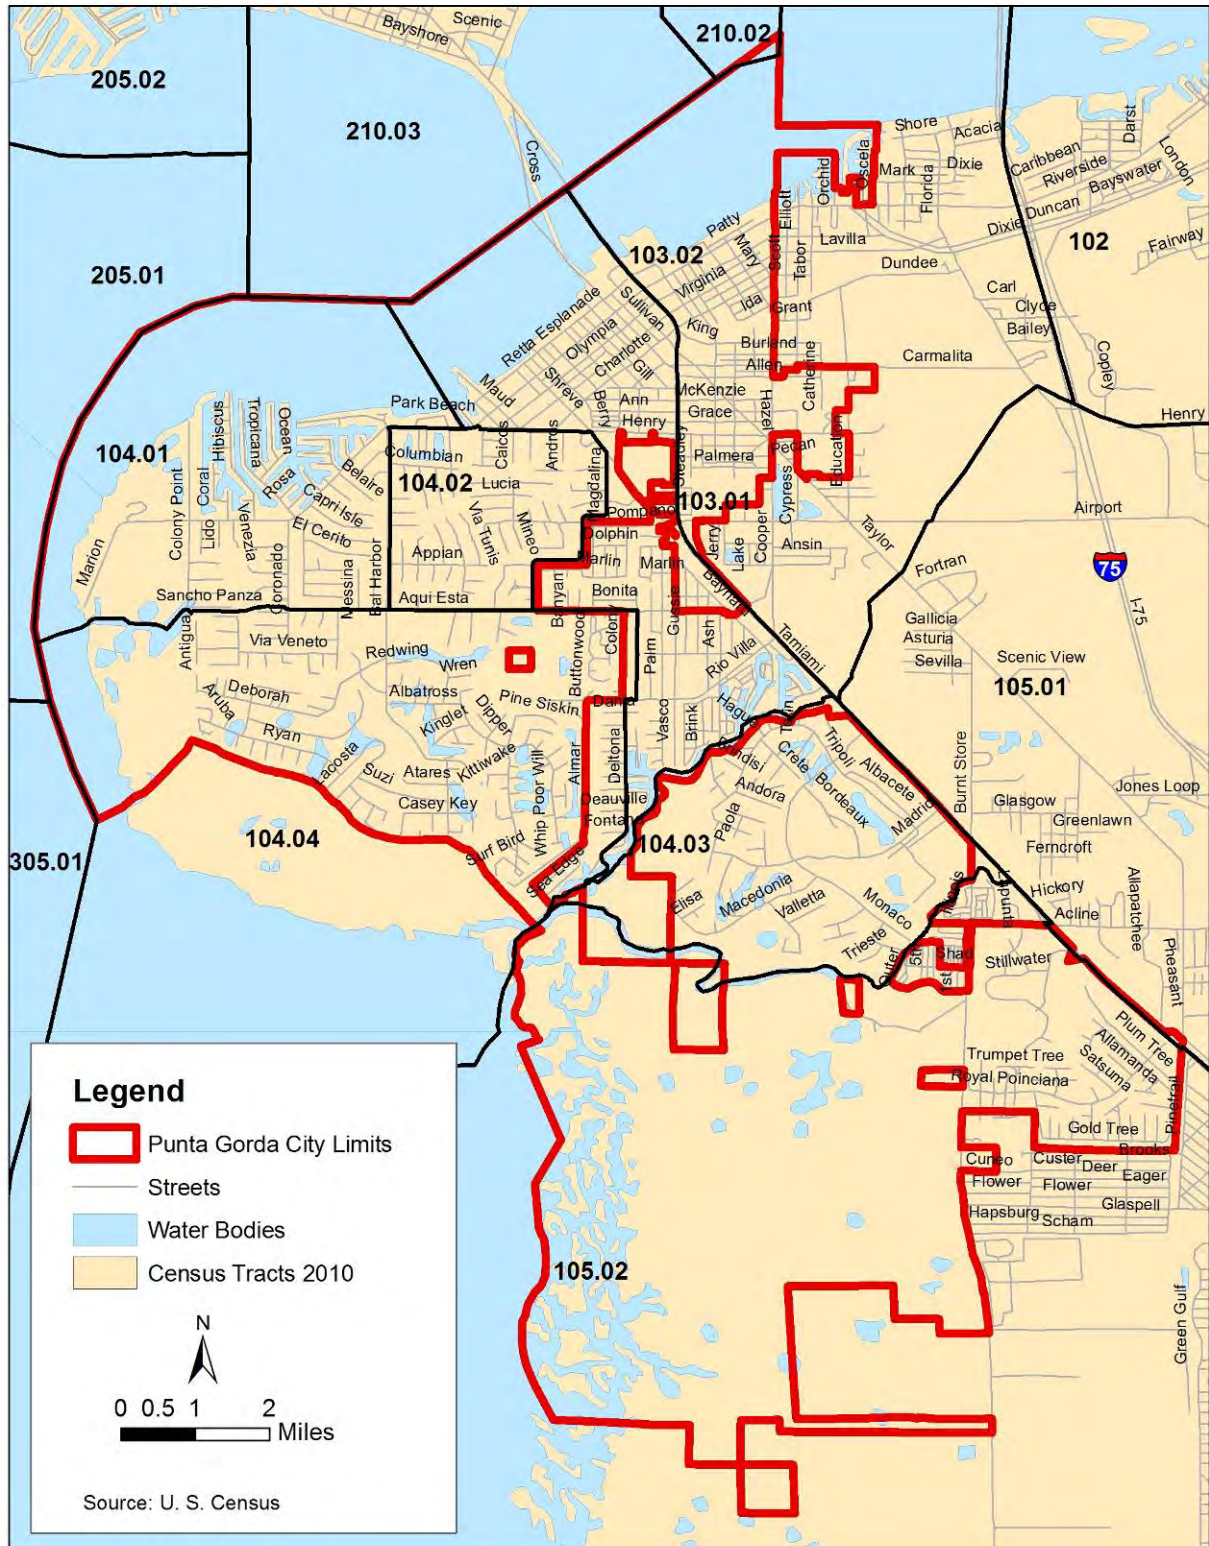 Bayshore
Scenic
210.02
205.02
210.03
Cross
Shore
Acacia
Darst
Caribbean
London
Oscela
Orchid
Mark
Dixie
Riverside
Bayswater
Elliott
Florida
Duncan
Patty
Dixie
Mary
Scott
Lavilla
102
Fairway
103.02
Tabor
Dundee
205.01
Virginia
Sullivan
Ida
Grant
Carl
Clyde
Bailey
Retta Esplanade
Olympia
King
Charlotte
Burland
Allen
Carmalita
Copley
Gill
Catherine
Shreve
Maud
McKenzie
Berry
Ann
Hazel
Grace
Henry
Park Beach
Henry
Ocean
Tropicana
Hibiscus
Andros
Caicos
Steadley
Pecan
Education
104.01
Columbian
Palmera
Belaire
Magdalina
Rosa
104.02
Lucia
Cypress
Coral
Colony Point
Capri Isle
103.01
Pompano
Airport
Lido
Venezia
El Cerito
Via Tunis
Mineo
Dolphin
Jerry
Lake
Cooper
Ansin
Taylor
Appian
Marlin
Marlin
75
Marion
Fortran
Coronado
Messina
Bal Harbor
Baynard
Sancho Panza
Aqui Esta
Banyan
Bonita
Gussie
I-75
Gallicia
Antigua
Via Veneto
Colony
Ash
Tamiami
Asturia
Redwing
Wren
Buttonwood
Palm
Rio Villa
Sevilla
Scenic View
105.01
Deborah
Albatross
Pine Siskin
Dania
Aruba
Dipper
Kinglet
Hague
Ryan
Vasco
Brink
Tripoli
Kittiwake
Almar
Deltona
Brindisi
Crete
Albacete
Burnt Store
Lacosta
Suzi
Atares
Whip Poor Will
Andora
Bordeaux
Jones Loop
Casey Key
Deauville
Paola
Madrid
Glasgow
Greenlawn
Fontana
104.04
104.03
Surf Bird
Ferncroft
305.01
Sea Edge
Elisa
Macedonia
Valletta
Monaco
Illinois
Lapunta
Hickory
Allapatchee
Acline
Trieste
5th
Shad
Stillwater
Outer
1st
Pheasant
Plum Tree
Allamanda
Satsuma
Trumpet Tree
Royal Poinciana
Pinetrail
Gold Tree
Brooks
Cuneo
Custer
Deer
Eager
Flower
Flower
Glaspell
Hapsburg
Scham
105.02
Green Gulf
Legend
Punta Gorda City Limits
Streets
Water Bodies
Census Tracts 2010
N
0 0.5 1 2
Miles
Source: U. S. Census